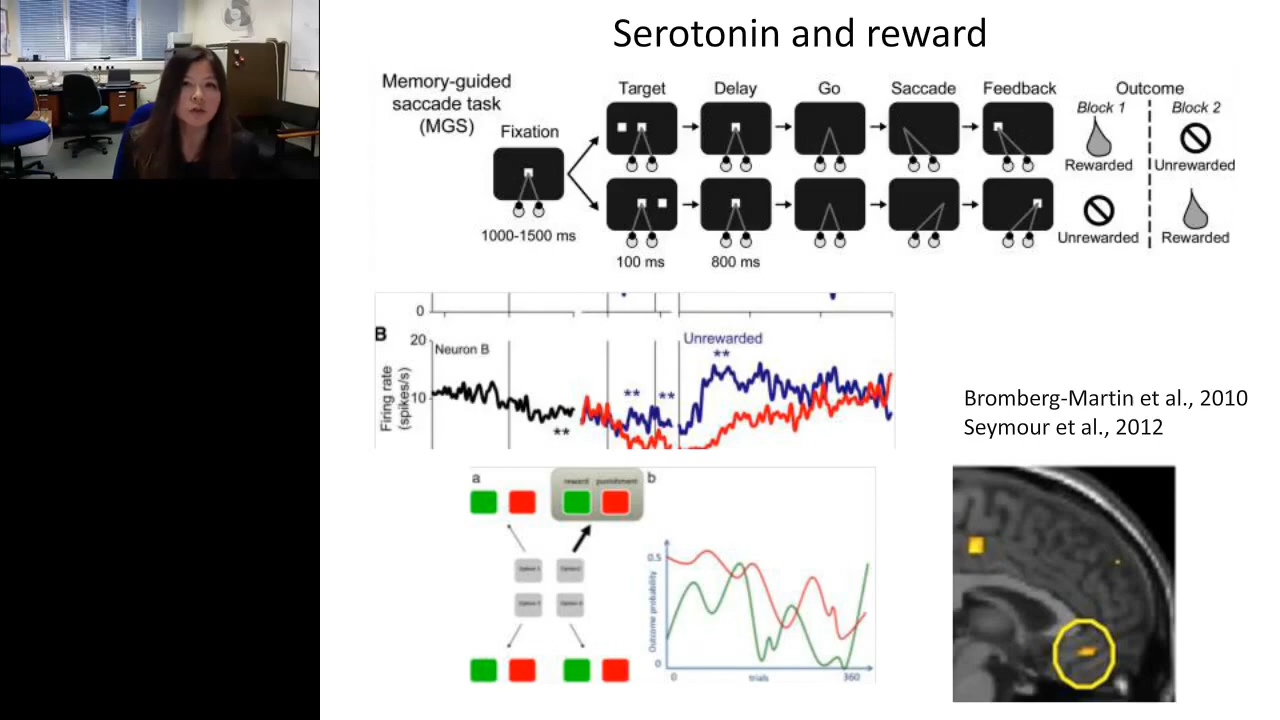 Serotonin and reward
Memory-guided
saccade task
(MGS)
Fixation
1000-1500 ms
Target
Delay
Go
Saccade
Feedback
Outcome
Block 1
Block 2
Rewarded
Unrewarded
Unrewarded
Rewarded
100 ms
800 ms
0
B
20
10
Firing rate
(spikes/s)
Neuron B
Unrewarded
**
**
**
**
Bromberg-Martin et al., 2010
Seymour et al., 2012
a
reward
punishment
b
0.5
Outcome probability
0
0
trials
360